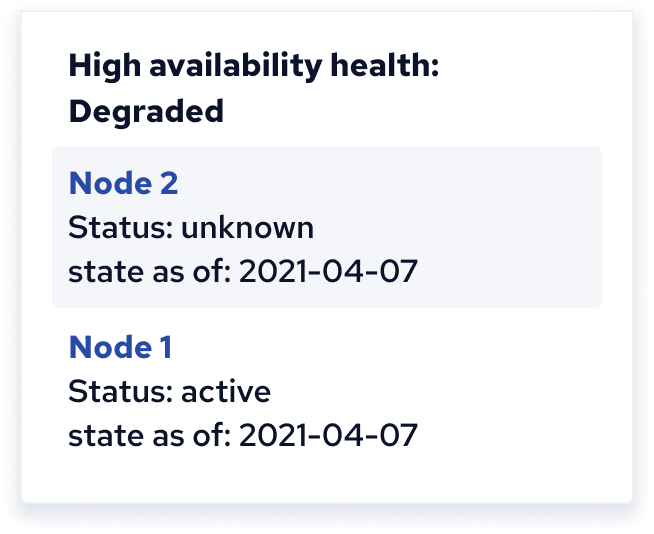 High availability health:
Degraded
Node 2
Status: unknown
state as of: 2021-04-07
Node 1
Status: active
state as of: 2021-04-07